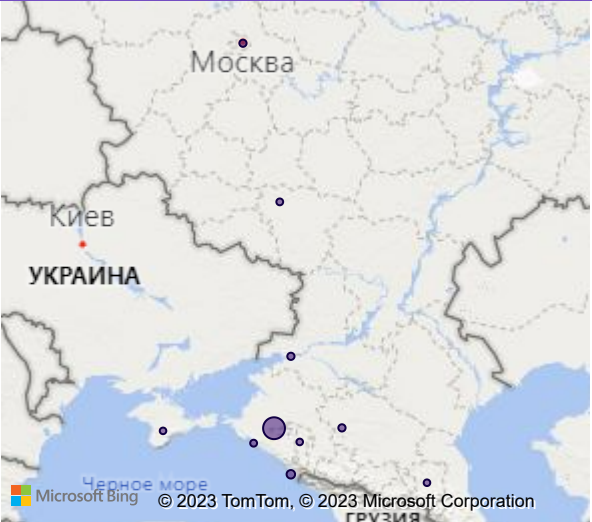 Москва
Киев
УКРАИНА
Черное море
Microsoft Bing
© 2023 TomTom, © 2023 Microsoft Corporation
ГРУЗИЯ